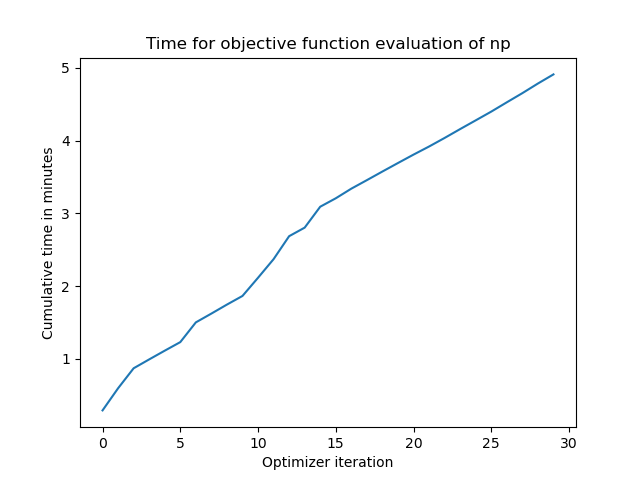 Time for objective function evaluation of np
5
4
3
2
1
Cumulative time in minutes
0 5 10 15 20 25 30
Optimizer iteration